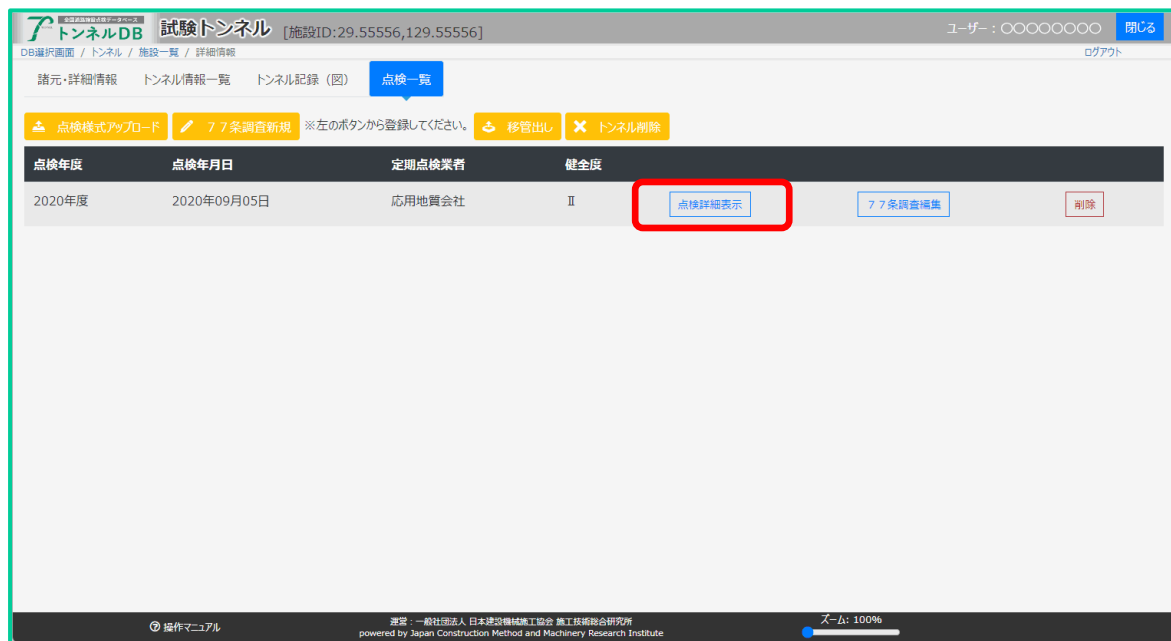 全国道路施設点検データベース
トンネルDB 試験トンネル [施設ID:29.55556,129.55556] ユーザー：〇〇〇〇〇〇〇〇 閉じる
DB選択画面 / トンネル / 施設一覧 / 詳細情報 ログアウト
諸元・詳細情報 トンネル情報一覧 トンネル記録（図） 点検一覧
点検様式アップロード ７７条調査新規 ※左のボタンから登録してください。 移管出し トンネル削除
点検年度 点検年月日 定期点検業者 健全度
2020年度 2020年09月05日 応用地質会社 Ⅱ 点検詳細表示 ７７条調査編集 削除
操作マニュアル 運営：一般社団法人 日本建設機械施工協会 施工技術総合研究所 ズーム: 100%
powered by Japan Construction Method and Machinery Research Institute